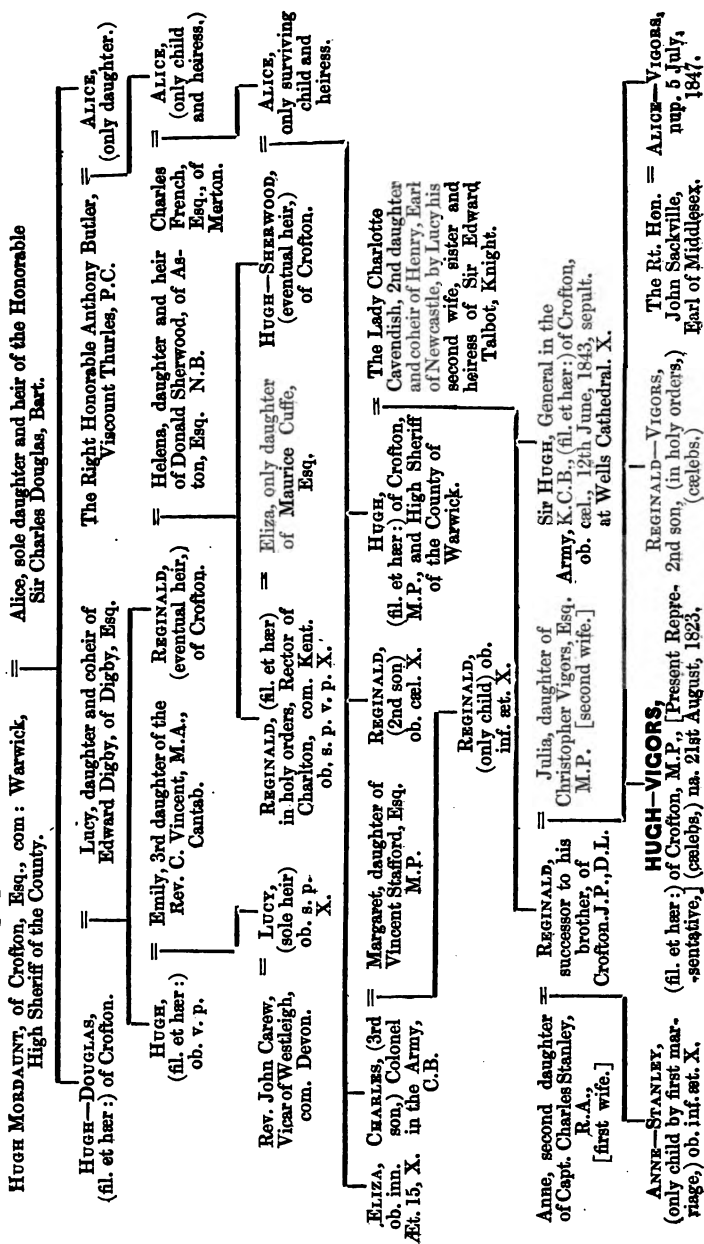 HUGH MORDAUNT, of Crofton, Esq., com: Warwick,
High Sheriff of the County.
=
Alice, sole daughter and heir of the Honorable
Sir Charles Douglas, Bart.
HUGH—DOUGLAS,
(fil. et hær:) of Crofton.
=
Lucy, daughter and coheir of
Edward Digby, of Digby, Esq.
The Right Honorable Anthony Butler,
Viscount Thurles, P.C.
=
ALICE,
(only daughter.)
HUGH,
(fil. et hær:)
ob. v. p.
=
Emily, 3rd daughter of the
Rev. C. Vincent, M.A.,
Cantab.
REGINALD,
(eventual heir,)
of Crofton.
=
Helena, daughter and heir
of Donald Sherwood, of As-
ton, Esq. N.B.
Charles
French,
Esq., of
Merton.
=
ALICE,
(only child
and heiress.)
Rev. John Carew,
Vicar of Westleigh,
com. Devon.
=
LUCY,
(sole heir)
ob. s. p.
X.
REGINALD, (fil. et hær)
in holy orders, Rector of
Charlton, com. Kent.
ob. s. p. v. p. X.
=
Eliza, only daughter
of Maurice Cuffe,
Esq.
HUGH—SHERWOOD,
(eventual heir,)
of Crofton.
=
ALICE,
only surviving
child and
heiress.
ELIZA,
ob. inn.
Æt. 15, X.
CHARLES, (3rd
son,) Colonel
in the Army,
C.B.
=
Margaret, daughter of
Vincent Stafford, Esq.
M.P.
REGINALD,
(2nd son)
ob. cæl. X.
HUGH,
(fil. et hær:) of Crofton,
M.P., and High Sheriff
of the County of
Warwick.
=
The Lady Charlotte
Cavendish, 2nd daughter
and coheir of Henry, Earl
of Newcastle, by Lucy his
second wife, sister and
heiress of Sir Edward
Talbot, Knight.
REGINALD,
(only child) ob.
inf. æt. X.
Anne, second daughter
of Capt. Charles Stanley,
R.A.,
[first wife.]
=
REGINALD,
successor to his
brother, of
Crofton. J.P., D.L.
=
Julia, daughter of
Christopher Vigors, Esq.
M.P. [second wife.]
Sir HUGH, General in the
Army, K.C.B., (fil. et hær:) of Crofton,
ob. cæl., 12th June, 1843, sepult.
at Wells Cathedral. X.
ANNE—STANLEY,
(only child by first mar-
riage,) ob. inf. æt. X.
HUGH—VIGORS,
(fil. et hær:) of Crofton, M.P., [Present Repre-
sentative,] (cælebs,) na. 21st August, 1823,
REGINALD—VIGORS,
2nd son, (in holy orders,)
(cælebs.)
The Rt. Hon.
John Sackville,
Earl of Middlesex.
=
ALICE—VIGORS,
nup. 5 July,
1847.